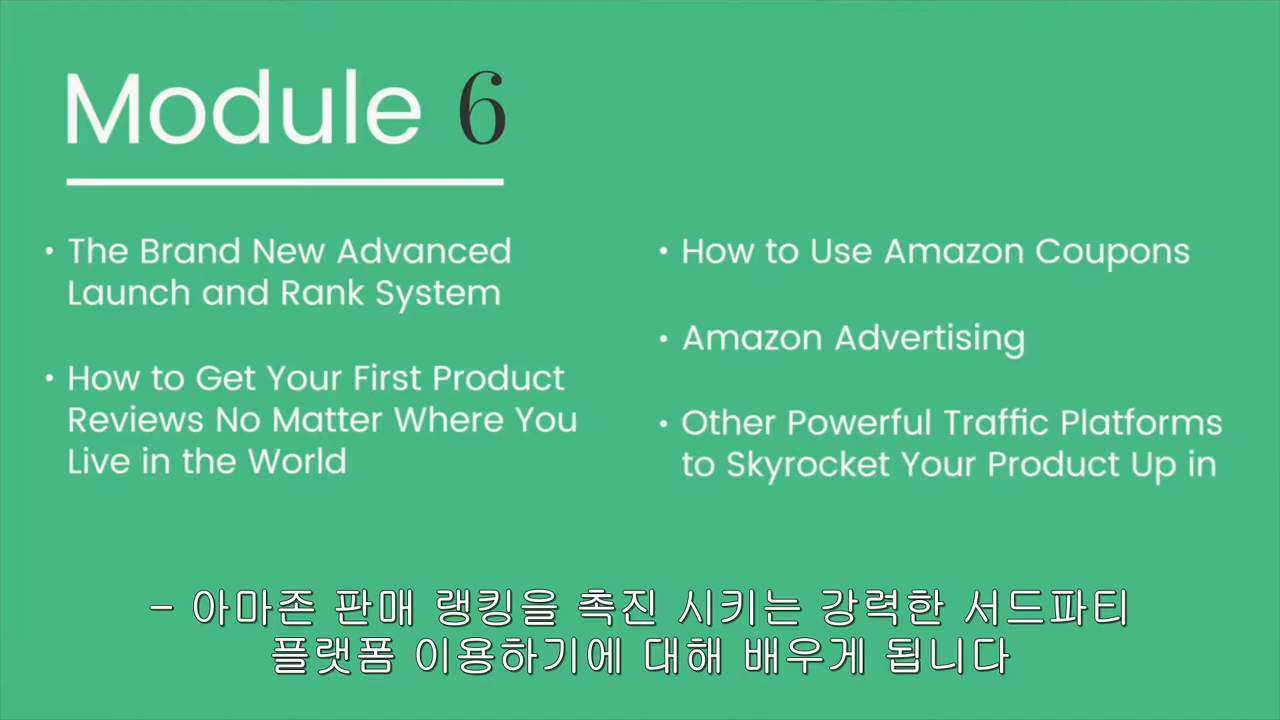 Module 6
• The Brand New Advanced
Launch and Rank System
• How to Get Your First Product
Reviews No Matter Where You
Live in the World
• How to Use Amazon Coupons
• Amazon Advertising
• Other Powerful Traffic Platforms
to Skyrocket Your Product Up in
- 아마존 판매 랭킹을 촉진 시키는 강력한 서드파티
플랫폼 이용하기에 대해 배우게 됩니다